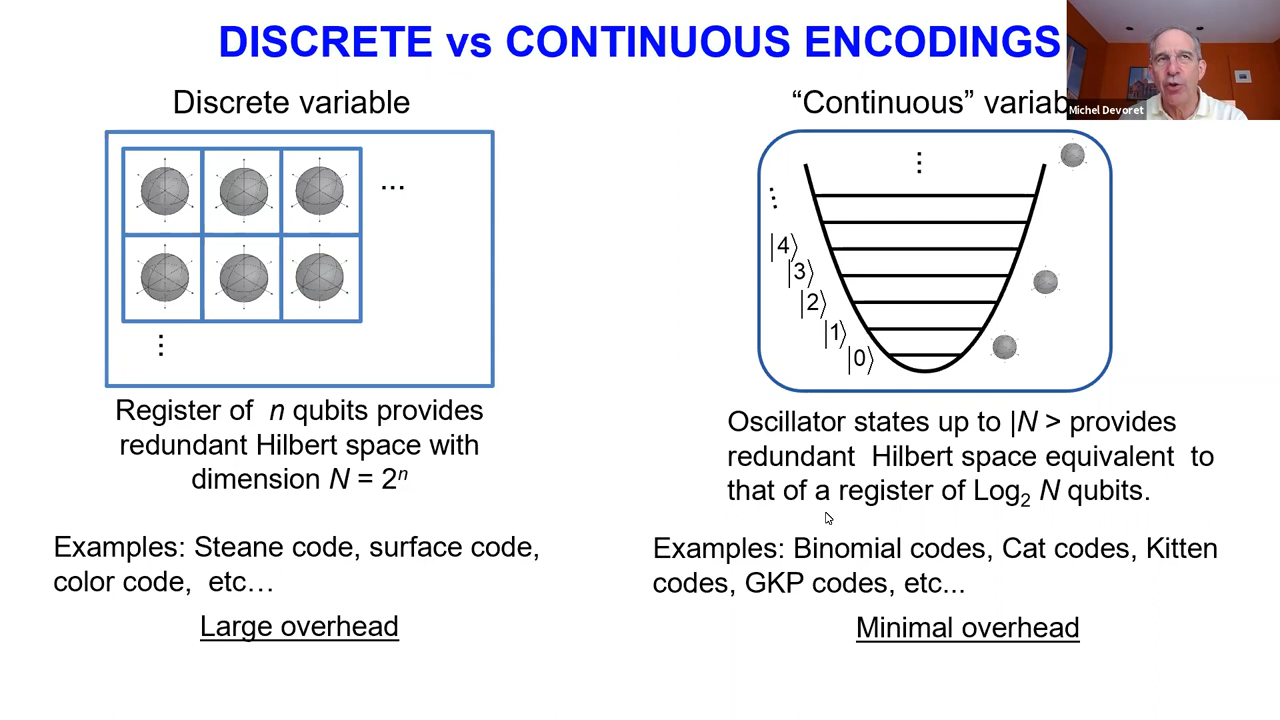 DISCRETE vs CONTINUOUS ENCODINGS
Michel Devoret
Discrete variable
...
⋮
Register of n qubits provides
redundant Hilbert space with
dimension N = 2ⁿ
Examples: Steane code, surface code,
color code, etc…
Large overhead
“Continuous”
⋮
⋮
|4⟩
|3⟩
|2⟩
|1⟩
|0⟩
Oscillator states up to |N > provides
redundant Hilbert space equivalent to
that of a register of Log₂ N qubits.
Examples: Binomial codes, Cat codes, Kitten
codes, GKP codes, etc...
Minimal overhead